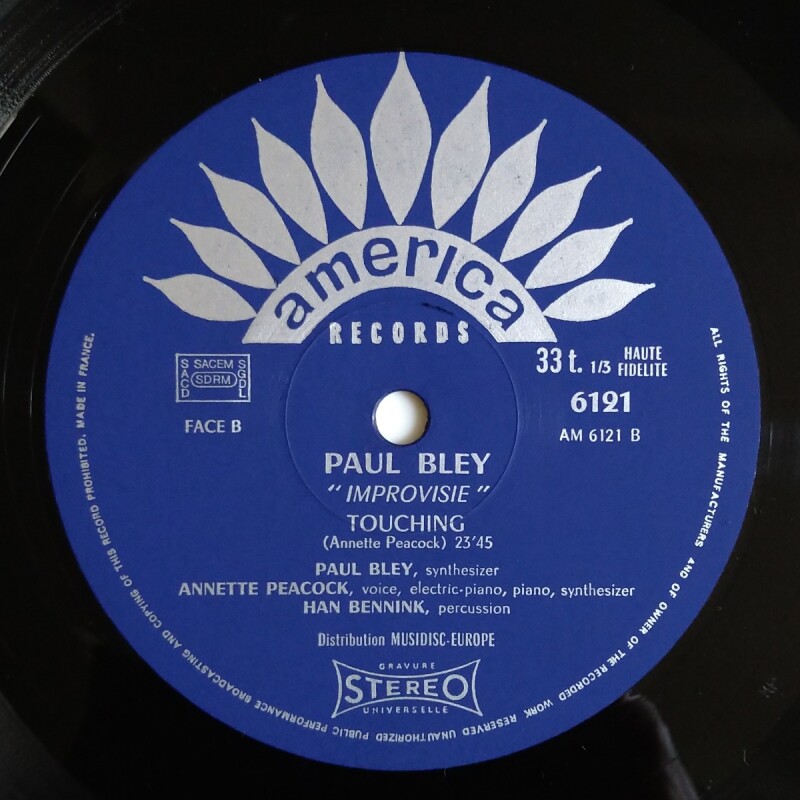 america
RECORDS
SACEM
SACD
SDRM
SGDL
FACE B
33 t. 1/3 HAUTE FIDELITE
6121
AM 6121 B
PAUL BLEY
“ IMPROVISIE ”
TOUCHING
(Annette Peacock) 23'45
PAUL BLEY, synthesizer
ANNETTE PEACOCK, voice, electric-piano, piano, synthesizer
HAN BENNINK, percussion
Distribution MUSIDISC-EUROPE
GRAVURE
STEREO
UNIVERSELLE
ALL RIGHTS OF THE MANUFACTURERS AND OF OWNER OF THE RECORDED WORK RESERVED UNAUTHORIZED PUBLIC PERFORMANCE BROADCASTING AND COPYING OF THIS RECORD PROHIBITED. MADE IN FRANCE.